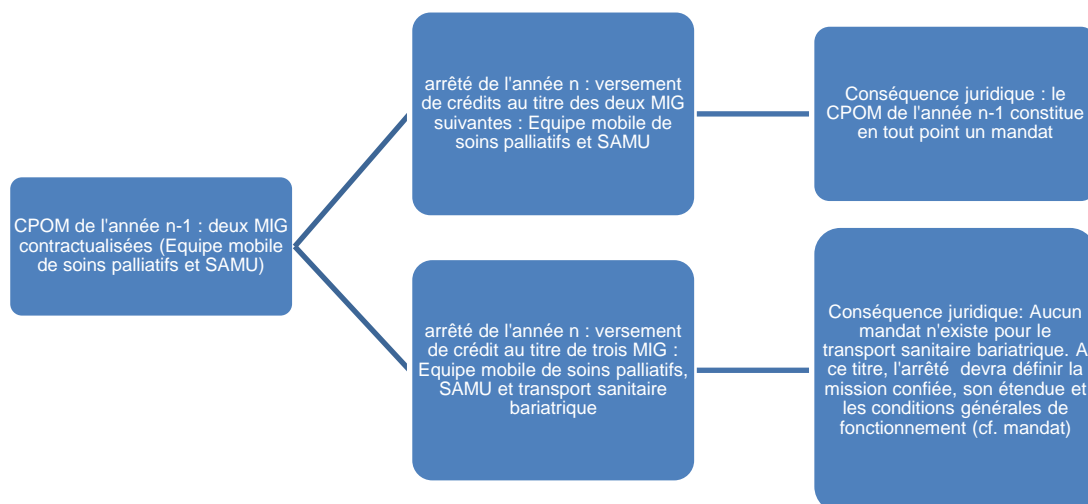 CPOM de l'année n-1 : deux MIG
contractualisées (Equipe mobile
de soins palliatifs et SAMU)
arrêté de l'année n : versement
de crédits au titre des deux MIG
suivantes : Equipe mobile de
soins palliatifs et SAMU
Conséquence juridique : le
CPOM de l'année n-1 constitue
en tout point un mandat
arrêté de l'année n : versement
de crédit au titre de trois MIG :
Equipe mobile de soins palliatifs,
SAMU et transport sanitaire
bariatrique
Conséquence juridique: Aucun
mandat n'existe pour le
transport sanitaire bariatrique. A
ce titre, l'arrêté devra définir la
mission confiée, son étendue et
les conditions générales de
fonctionnement (cf. mandat)